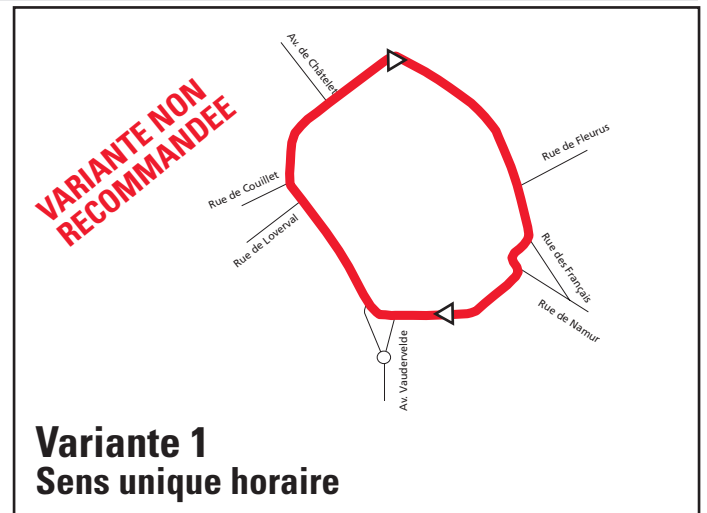 Av. de Châtelet
VARIANTE NON
RECOMMANDEE
Rue de Fleurus
Rue de Couillet
Rue de Loverval
Rue des Français
Rue de Namur
Av. Vaudervelde
Variante 1
Sens unique horaire